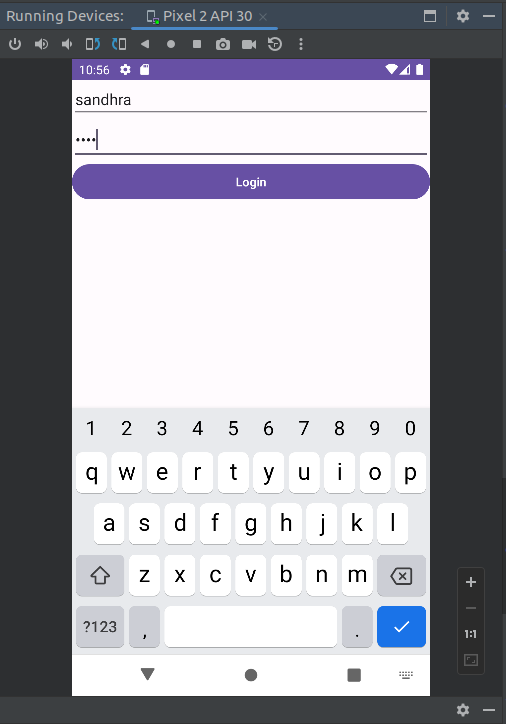 Running Devices: Pixel 2 API 30
10:56
sandhra
••••
Login
1 2 3 4 5 6 7 8 9 0
q w e r t y u i o p
a s d f g h j k l
z x c v b n m
?123 , .
1:1